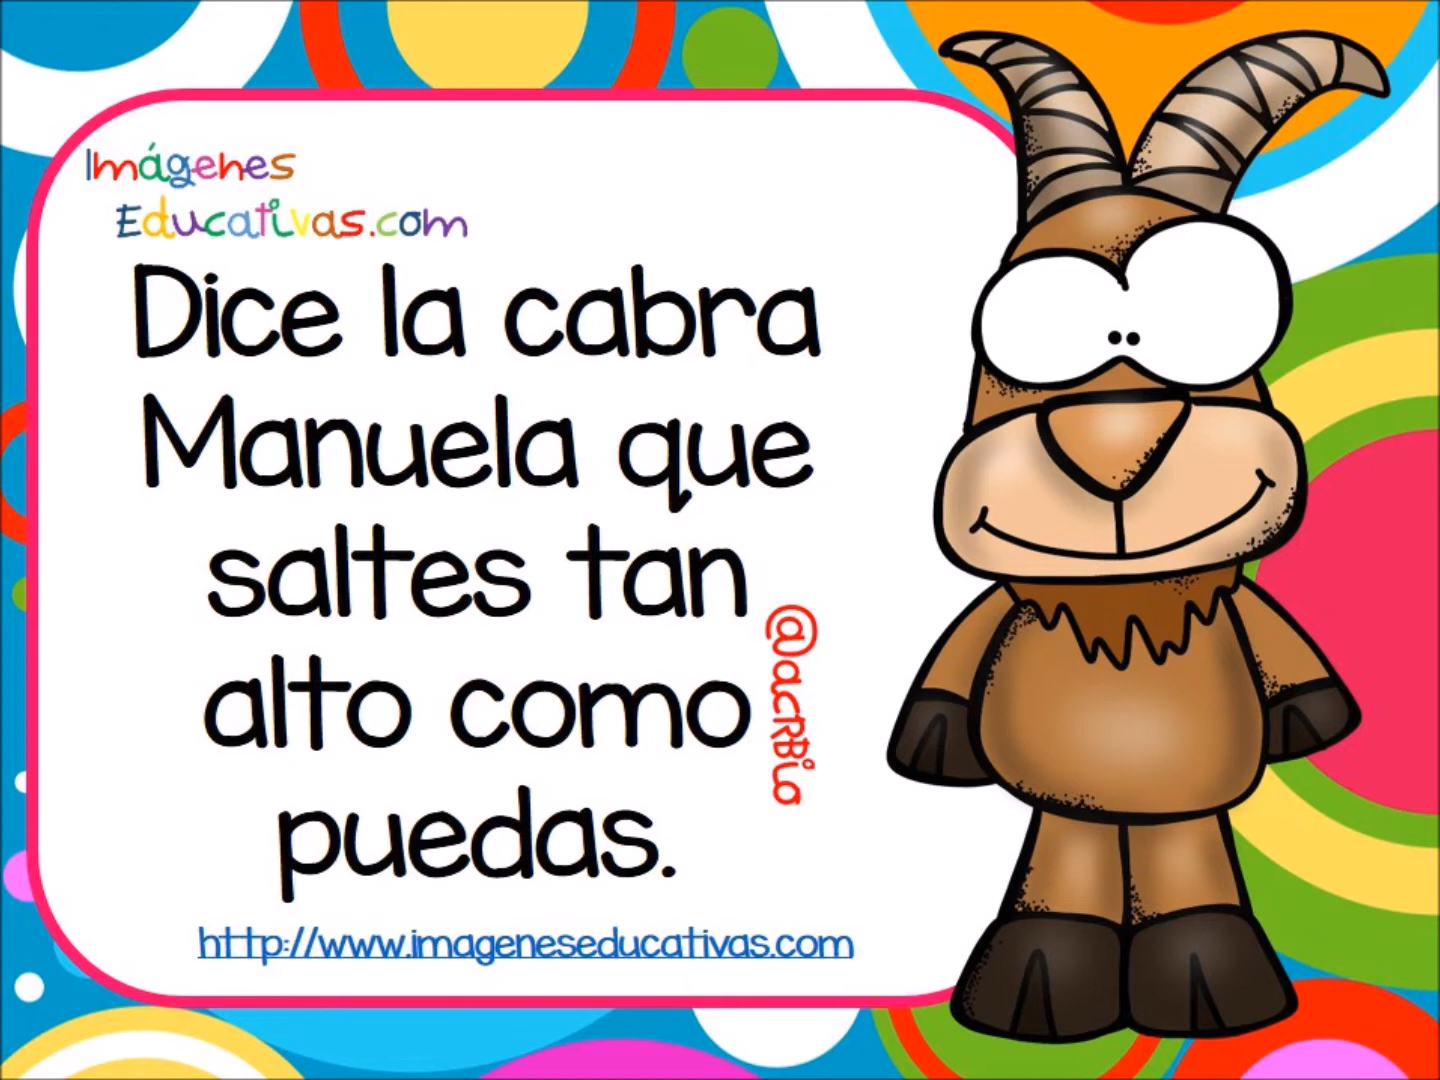 Imágenes
Educativas.com
Dice la cabra
Manuela que
saltes tan
alto como
puedas.
@acrbio
http://www.imageneseducativas.com